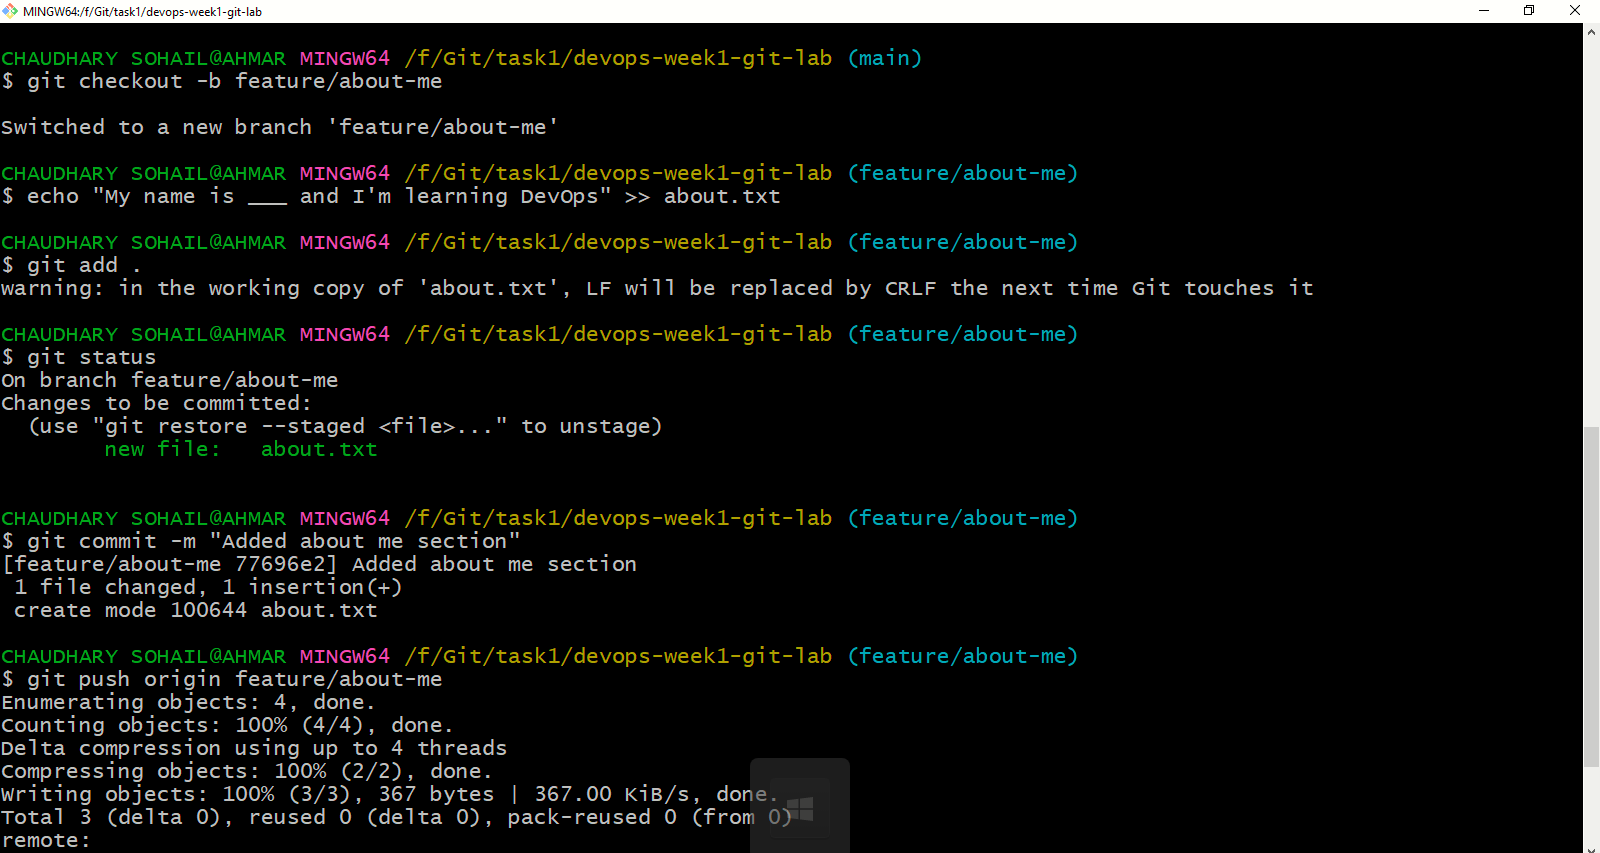 MINGW64:/f/Git/task1/devops-week1-git-lab
CHAUDHARY SOHAIL@AHMAR MINGW64 /f/Git/task1/devops-week1-git-lab (main)
$ git checkout -b feature/about-me
Switched to a new branch 'feature/about-me'
CHAUDHARY SOHAIL@AHMAR MINGW64 /f/Git/task1/devops-week1-git-lab (feature/about-me)
$ echo "My name is ___ and I'm learning DevOps" >> about.txt
CHAUDHARY SOHAIL@AHMAR MINGW64 /f/Git/task1/devops-week1-git-lab (feature/about-me)
$ git add .
warning: in the working copy of 'about.txt', LF will be replaced by CRLF the next time Git touches it
CHAUDHARY SOHAIL@AHMAR MINGW64 /f/Git/task1/devops-week1-git-lab (feature/about-me)
$ git status
On branch feature/about-me
Changes to be committed:
  (use "git restore --staged <file>..." to unstage)
        new file:   about.txt
CHAUDHARY SOHAIL@AHMAR MINGW64 /f/Git/task1/devops-week1-git-lab (feature/about-me)
$ git commit -m "Added about me section"
[feature/about-me 77696e2] Added about me section
 1 file changed, 1 insertion(+)
 create mode 100644 about.txt
CHAUDHARY SOHAIL@AHMAR MINGW64 /f/Git/task1/devops-week1-git-lab (feature/about-me)
$ git push origin feature/about-me
Enumerating objects: 4, done.
Counting objects: 100% (4/4), done.
Delta compression using up to 4 threads
Compressing objects: 100% (2/2), done.
Writing objects: 100% (3/3), 367 bytes | 367.00 KiB/s, done.
Total 3 (delta 0), reused 0 (delta 0), pack-reused 0 (from 0)
remote: